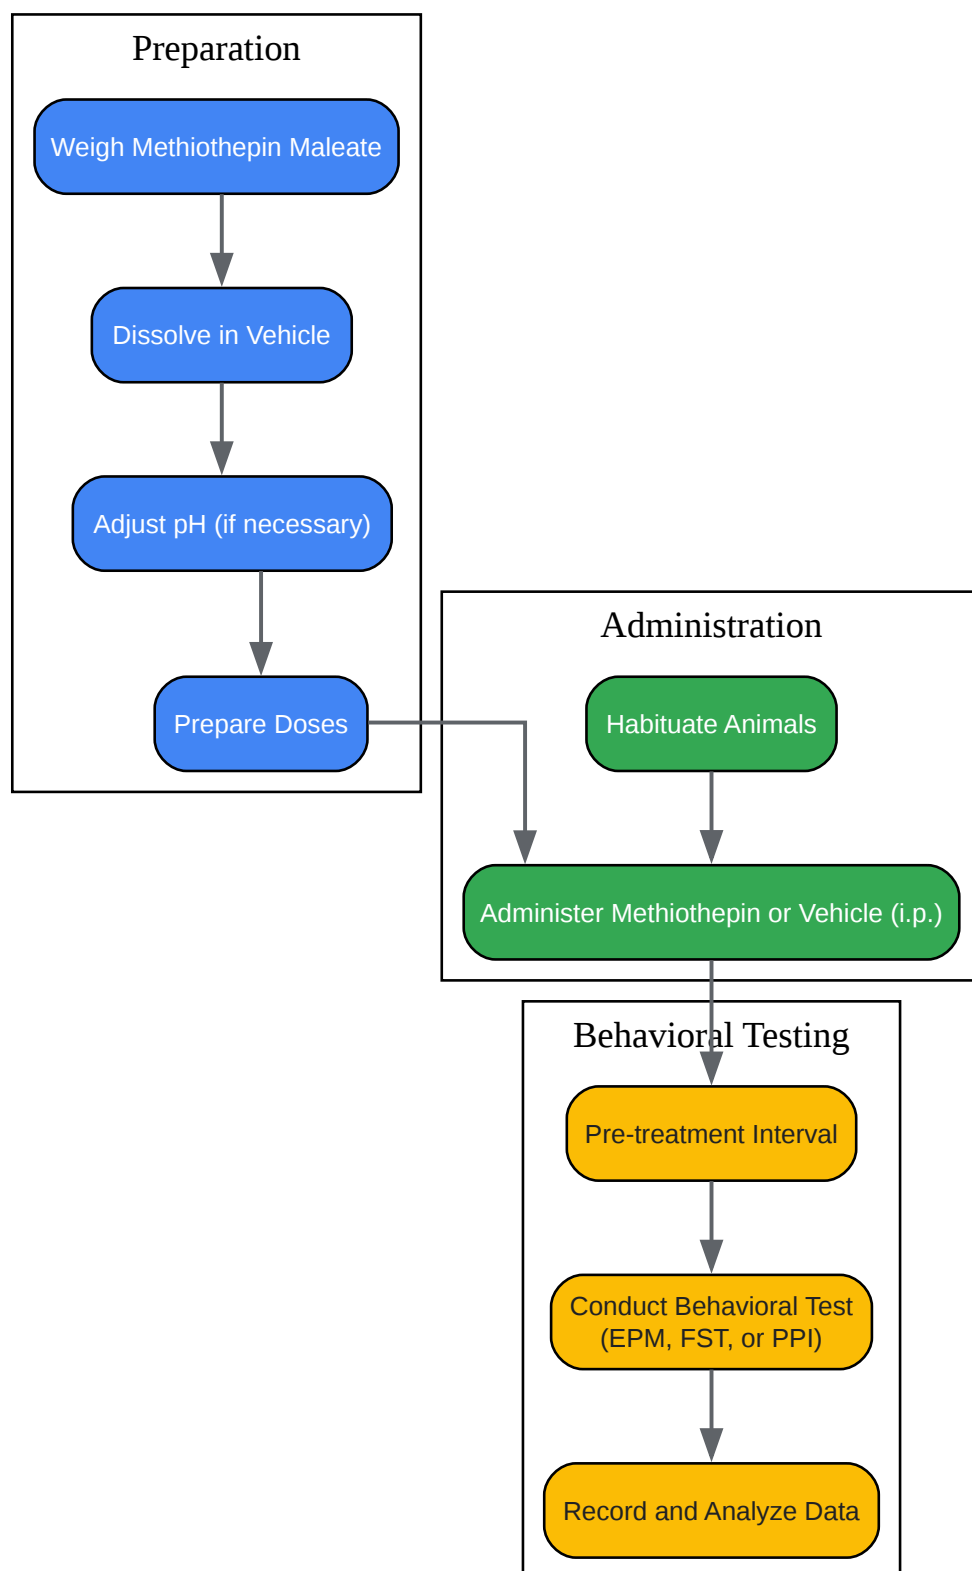 Preparation
Weigh Methiothepin Maleate
Dissolve in Vehicle
Adjust pH (if necessary)
Prepare Doses
Administration
Habituate Animals
Administer Methiothepin or Vehicle (i.p.)
Behavioral Testing
Pre-treatment Interval
Conduct Behavioral Test
(EPM, FST, or PPI)
Record and Analyze Data